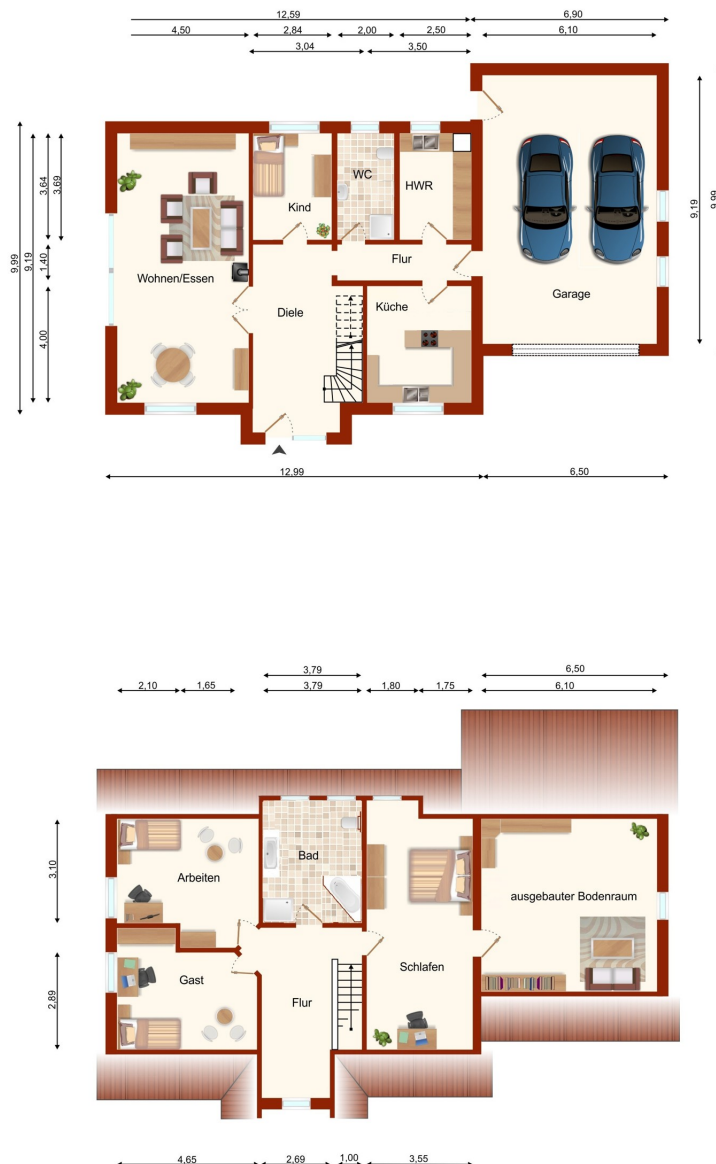 12,59 6,90
4,50 2,84 2,00 2,50 6,10
3,04 3,50
9,99
9,19
3,64
3,69
1,40
4,00
WC
HWR
Kind
Wohnen/Essen
Flur
Diele
Küche
Garage
9,19
9,99
12,99 6,50
3,79 6,50
2,10 1,65 3,79 1,80 1,75 6,10
3,10
2,89
Bad
Arbeiten
ausgebauter Bodenraum
Schlafen
Gast
Flur
4,65 2,69 1,00 3,55